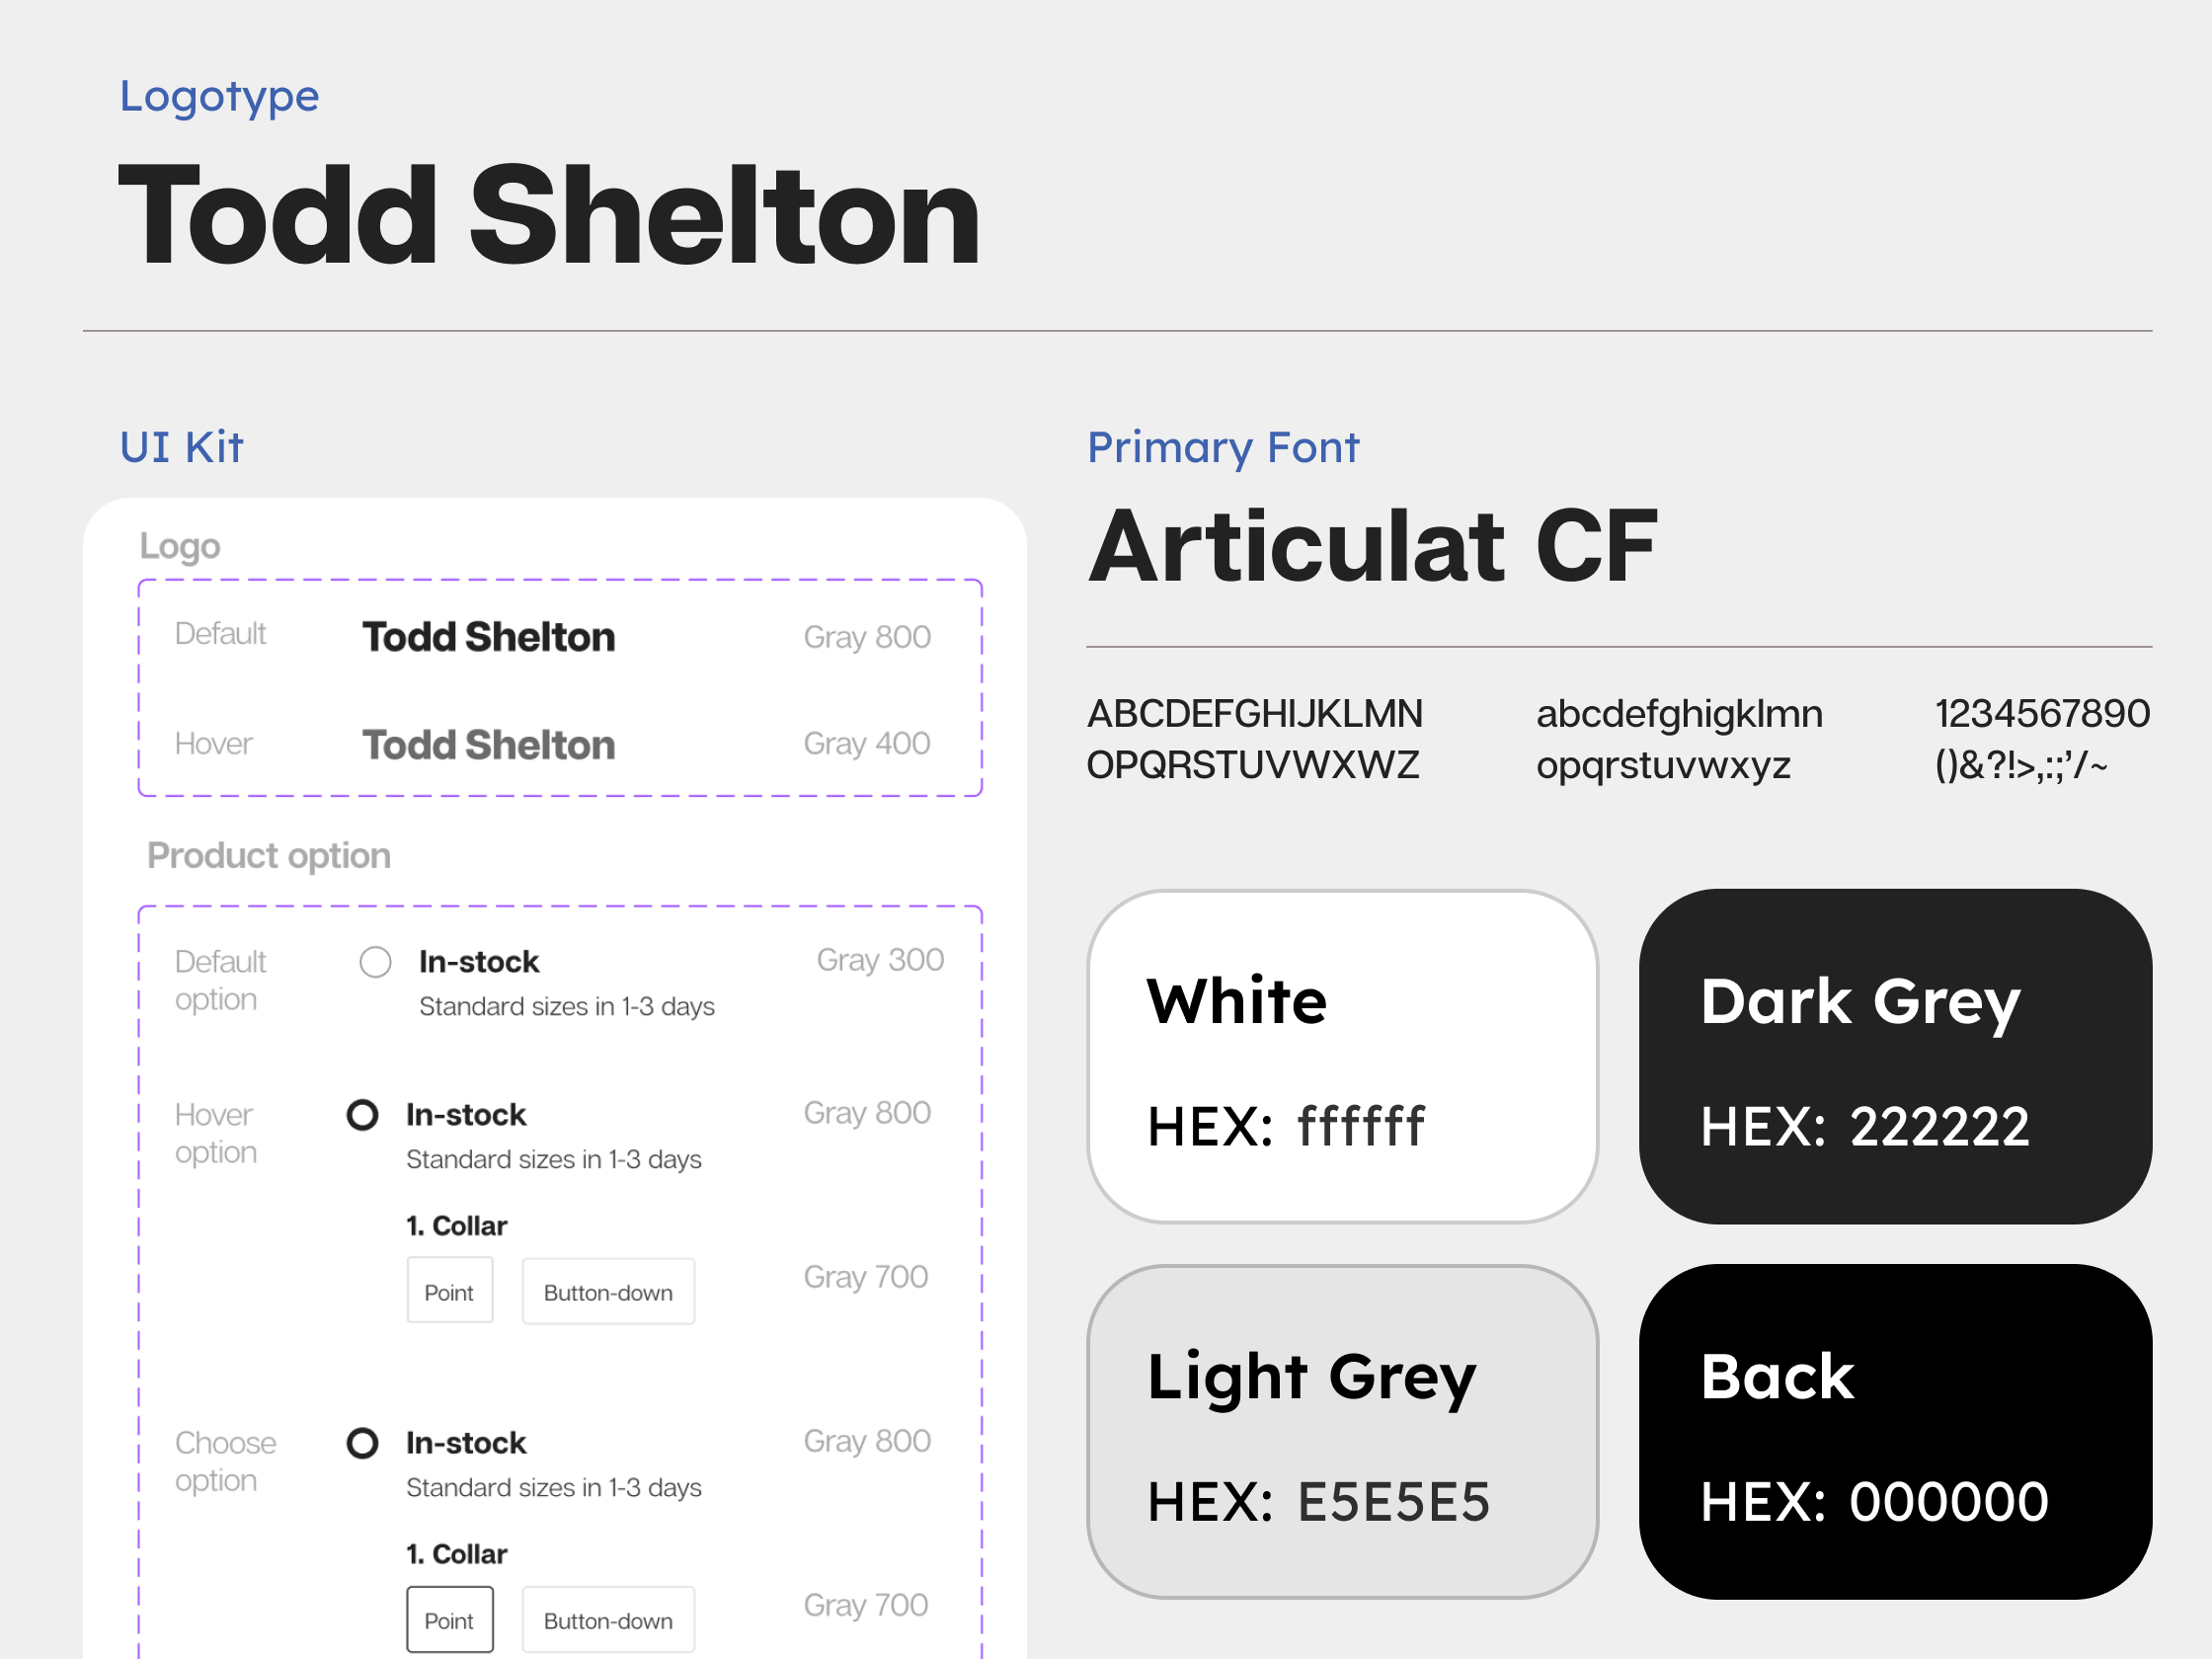 Logotype
Todd Shelton
UI Kit
Logo
Default Todd Shelton Gray 800
Hover Todd Shelton Gray 400
Product option
Default option
In-stock Gray 300
Standard sizes in 1-3 days
Hover option
In-stock Gray 800
Standard sizes in 1-3 days
1. Collar
Point Button-down Gray 700
Choose option
In-stock Gray 800
Standard sizes in 1-3 days
1. Collar
Point Button-down Gray 700
Primary Font
Articulat CF
ABCDEFGHIJKLMN
OPQRSTUVWXWZ
abcdefghigklmn
opqrstuvwxyz
1234567890
()&?!>,:;’/~
White
HEX: ffffff
Dark Grey
HEX: 222222
Light Grey
HEX: E5E5E5
Back
HEX: 000000